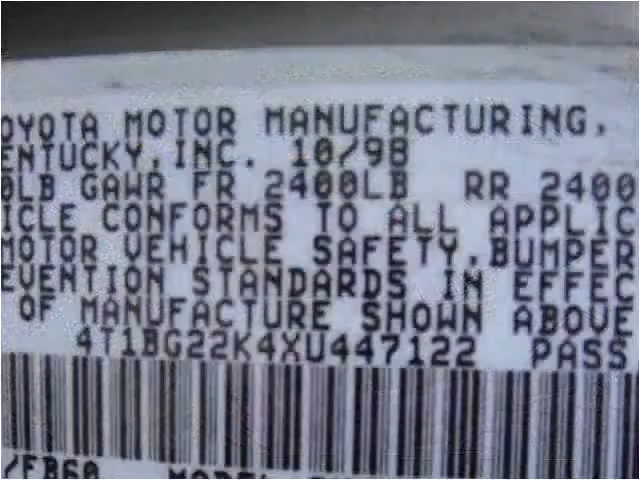 OYOTA MOTOR MANUFACTURING,
ENTUCKY, INC. 10/98
0LB GAWR FR 2400LB RR 2400
ICLE CONFORMS TO ALL APPLIC
MOTOR VEHICLE SAFETY, BUMPER
EVENTION STANDARDS IN EFFEC
OF MANUFACTURE SHOWN ABOVE
4T1BG22K4XU447122 PASS